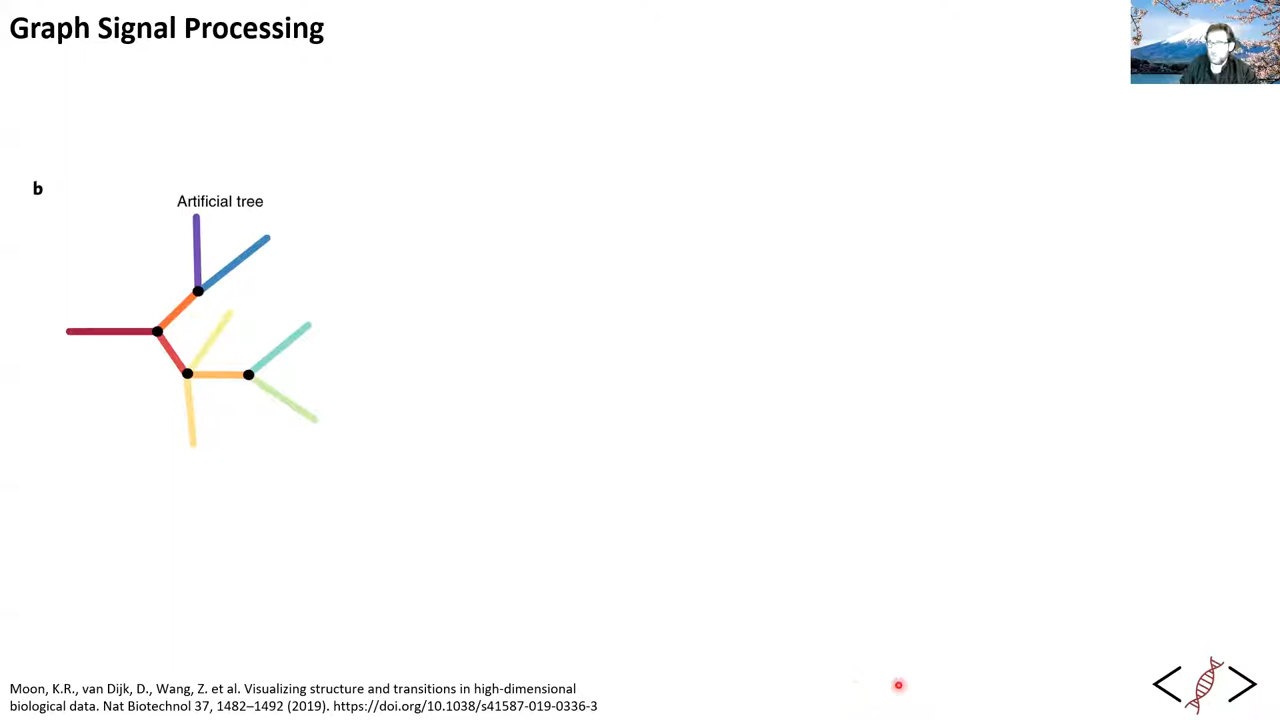 Graph Signal Processing
b
Artificial tree
Moon, K.R., van Dijk, D., Wang, Z. et al. Visualizing structure and transitions in high-dimensional
biological data. Nat Biotechnol 37, 1482–1492 (2019). https://doi.org/10.1038/s41587-019-0336-3